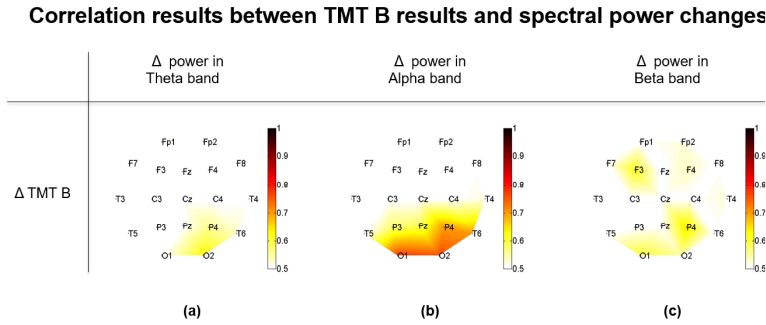 Correlation results between TMT B results and spectral power changes
Δ power in
Theta band
Δ power in
Alpha band
Δ power in
Beta band
Δ TMT B
Fp1 Fp2
F7 F3 Fz F4 F8
T3 C3 Cz C4 T4
T5 P3 Pz P4 T6
O1 O2
1
0.9
0.8
0.7
0.6
0.5
Fp1 Fp2
F7 F3 Fz F4 F8
T3 C3 Cz C4 T4
T5 P3 Pz P4 T6
O1 O2
1
0.9
0.8
0.7
0.6
0.5
Fp1 Fp2
F7 F3 Fz F4 F8
T3 C3 Cz C4 T4
T5 P3 Pz P4 T6
O1 O2
1
0.9
0.8
0.7
0.6
0.5
(a) (b) (c)